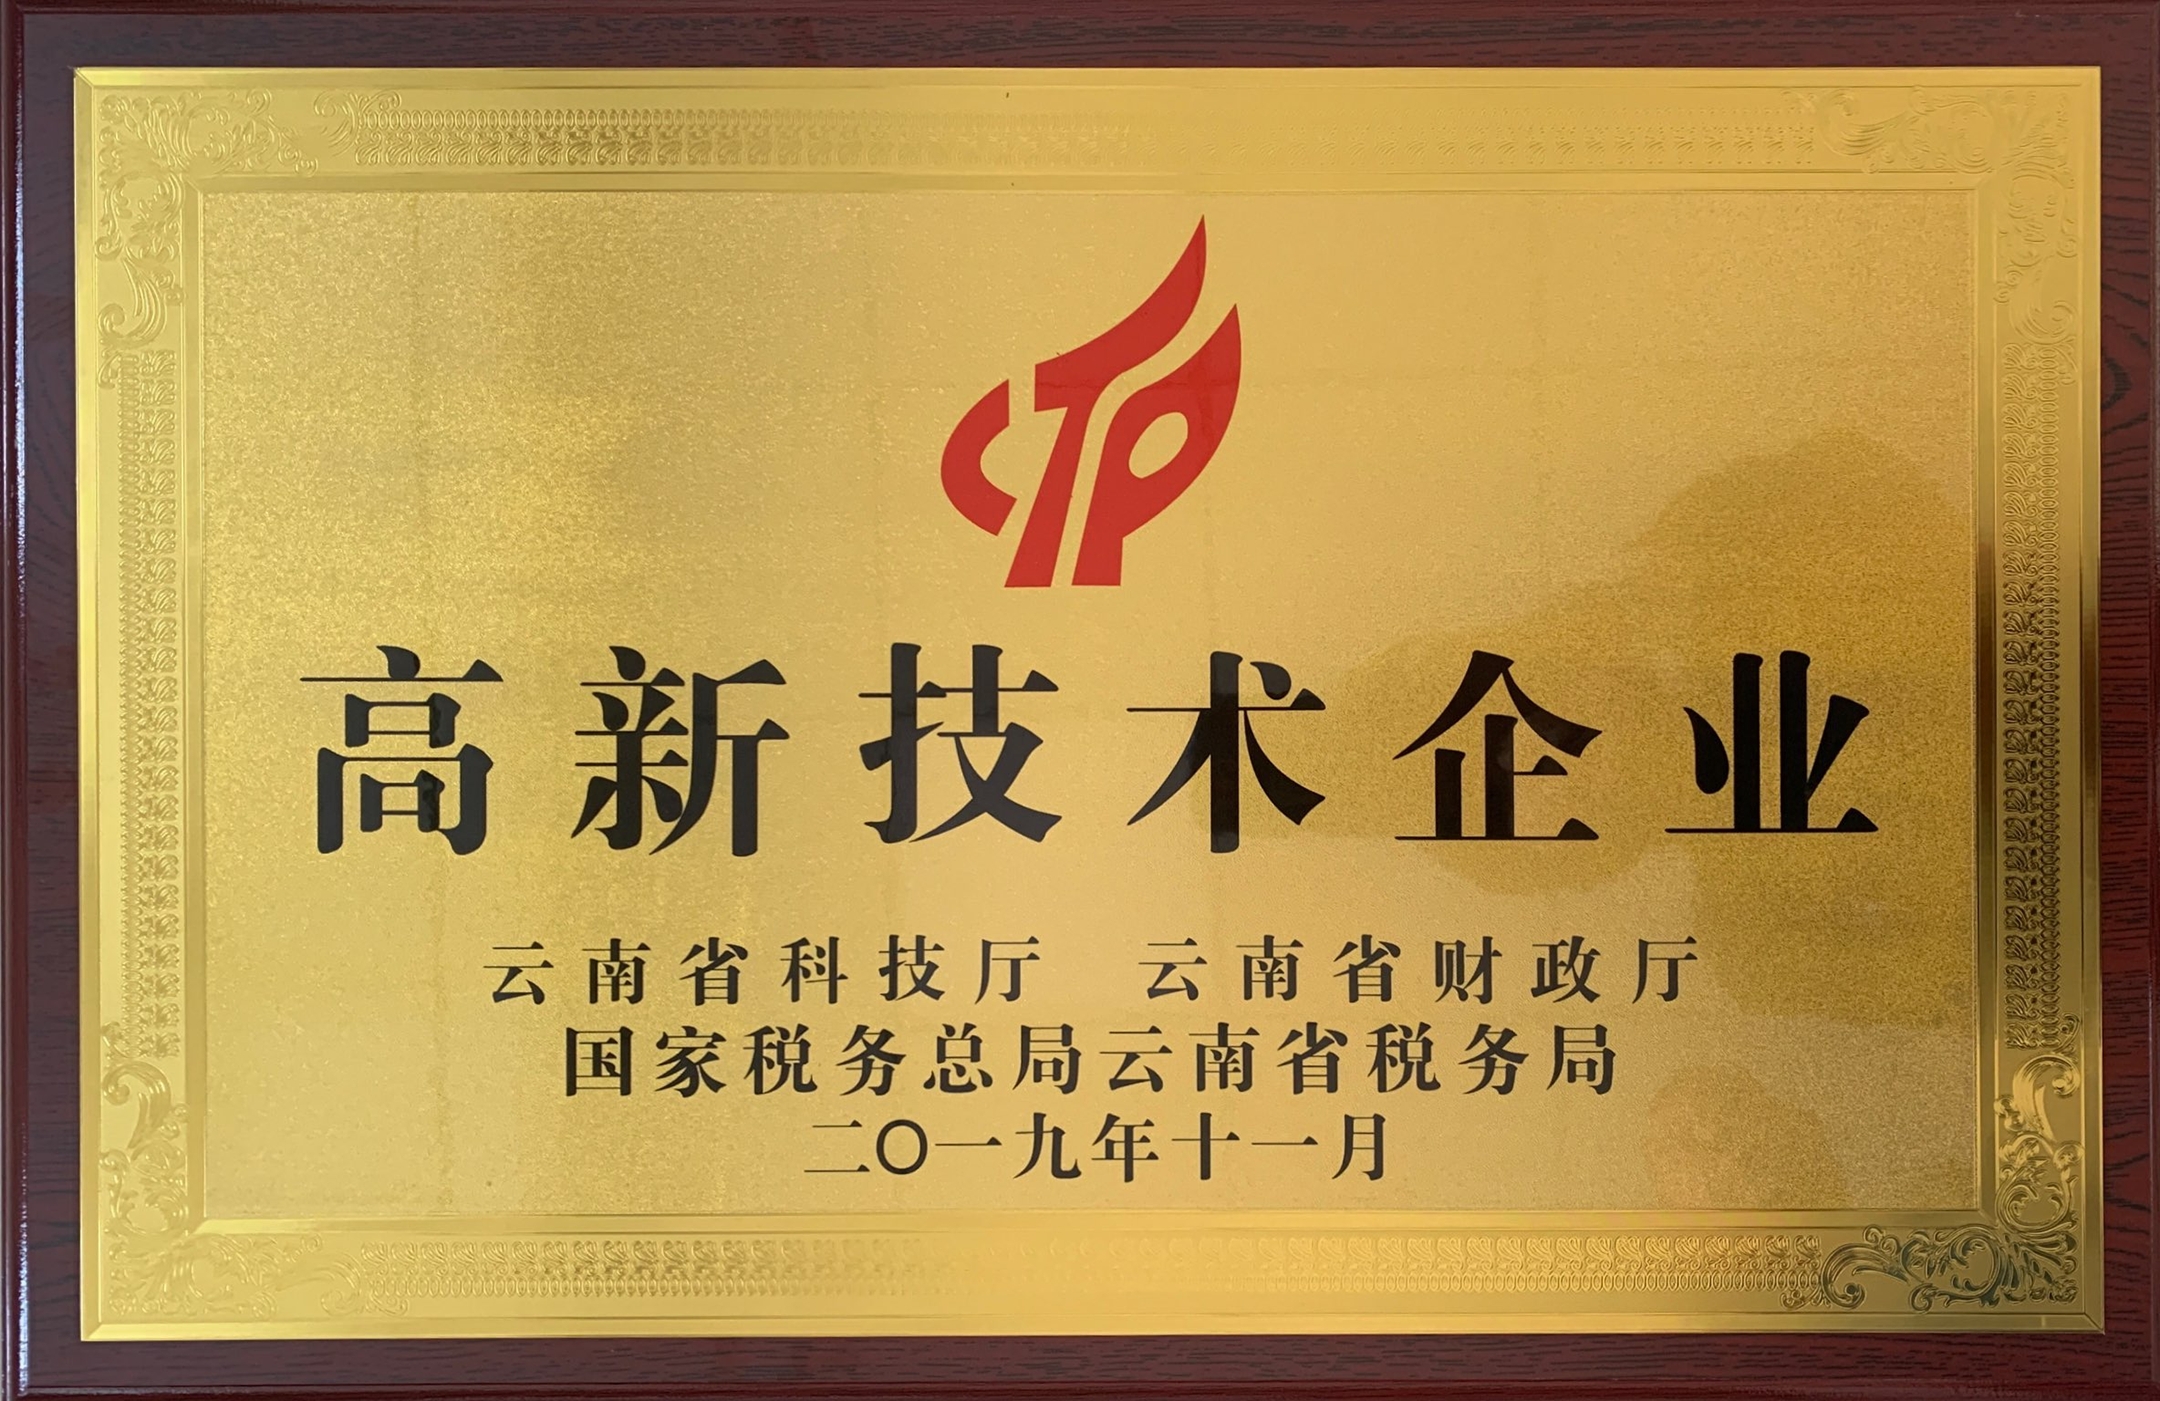 CTP
高新技术企业
云南省科技厅 云南省财政厅
国家税务总局云南省税务局
二〇一九年十一月